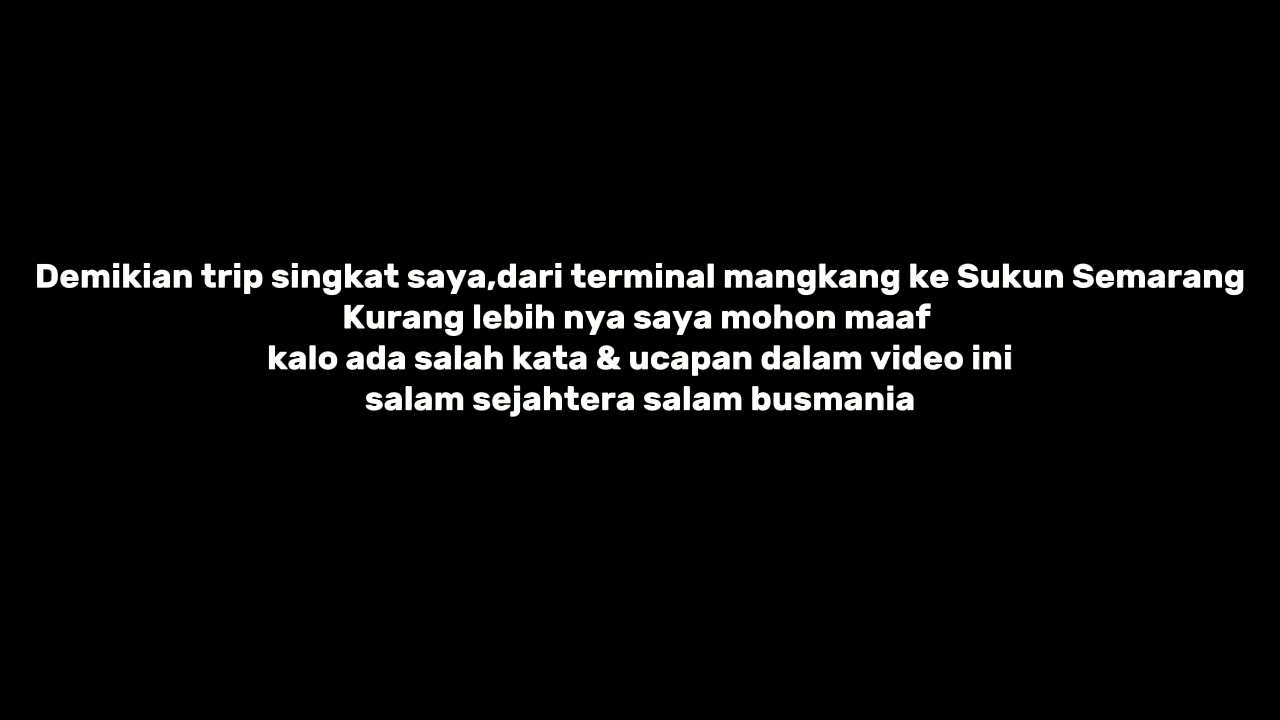 Demikian trip singkat saya,dari terminal mangkang ke Sukun Semarang
Kurang lebih nya saya mohon maaf
kalo ada salah kata & ucapan dalam video ini
salam sejahtera salam busmania